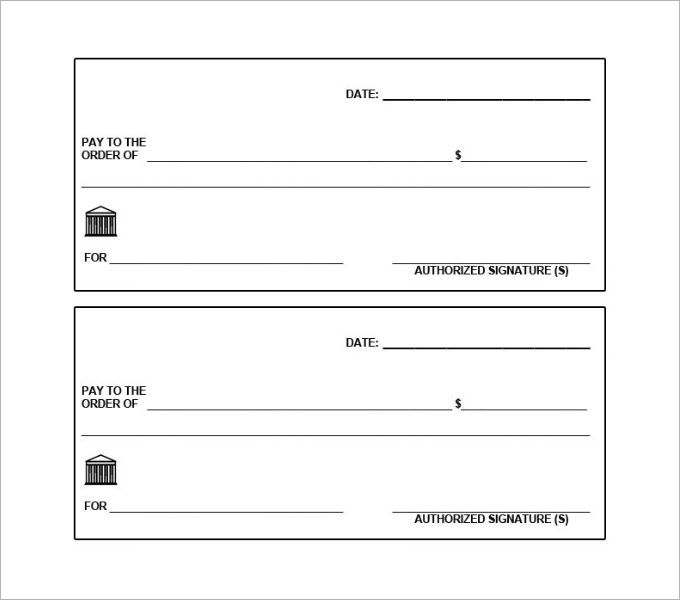 DATE:
PAY TO THE
ORDER OF $
FOR
AUTHORIZED SIGNATURE (S)
DATE:
PAY TO THE
ORDER OF $
FOR
AUTHORIZED SIGNATURE (S)